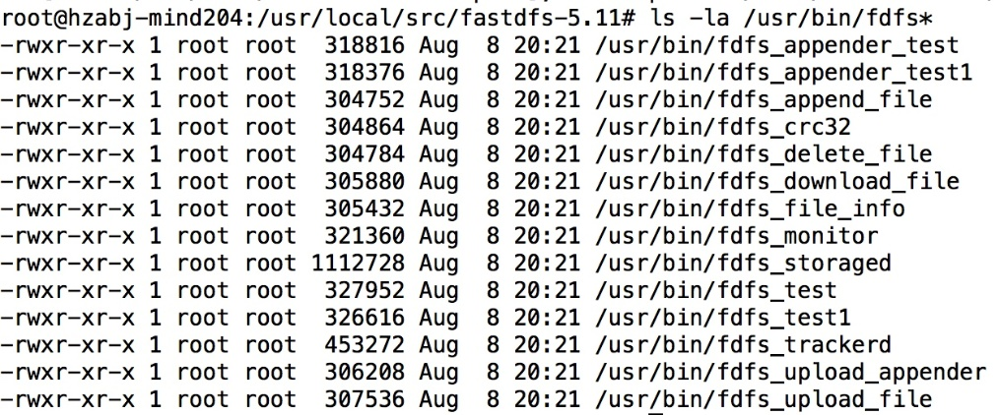 root@hzabj-mind204:/usr/local/src/fastdfs-5.11# ls -la /usr/bin/fdfs*
-rwxr-xr-x 1 root root  318816 Aug  8 20:21 /usr/bin/fdfs_appender_test
-rwxr-xr-x 1 root root  318376 Aug  8 20:21 /usr/bin/fdfs_appender_test1
-rwxr-xr-x 1 root root  304752 Aug  8 20:21 /usr/bin/fdfs_append_file
-rwxr-xr-x 1 root root  304864 Aug  8 20:21 /usr/bin/fdfs_crc32
-rwxr-xr-x 1 root root  304784 Aug  8 20:21 /usr/bin/fdfs_delete_file
-rwxr-xr-x 1 root root  305880 Aug  8 20:21 /usr/bin/fdfs_download_file
-rwxr-xr-x 1 root root  305432 Aug  8 20:21 /usr/bin/fdfs_file_info
-rwxr-xr-x 1 root root  321360 Aug  8 20:21 /usr/bin/fdfs_monitor
-rwxr-xr-x 1 root root 1112728 Aug  8 20:21 /usr/bin/fdfs_storaged
-rwxr-xr-x 1 root root  327952 Aug  8 20:21 /usr/bin/fdfs_test
-rwxr-xr-x 1 root root  326616 Aug  8 20:21 /usr/bin/fdfs_test1
-rwxr-xr-x 1 root root  453272 Aug  8 20:21 /usr/bin/fdfs_trackerd
-rwxr-xr-x 1 root root  306208 Aug  8 20:21 /usr/bin/fdfs_upload_appender
-rwxr-xr-x 1 root root  307536 Aug  8 20:21 /usr/bin/fdfs_upload_file